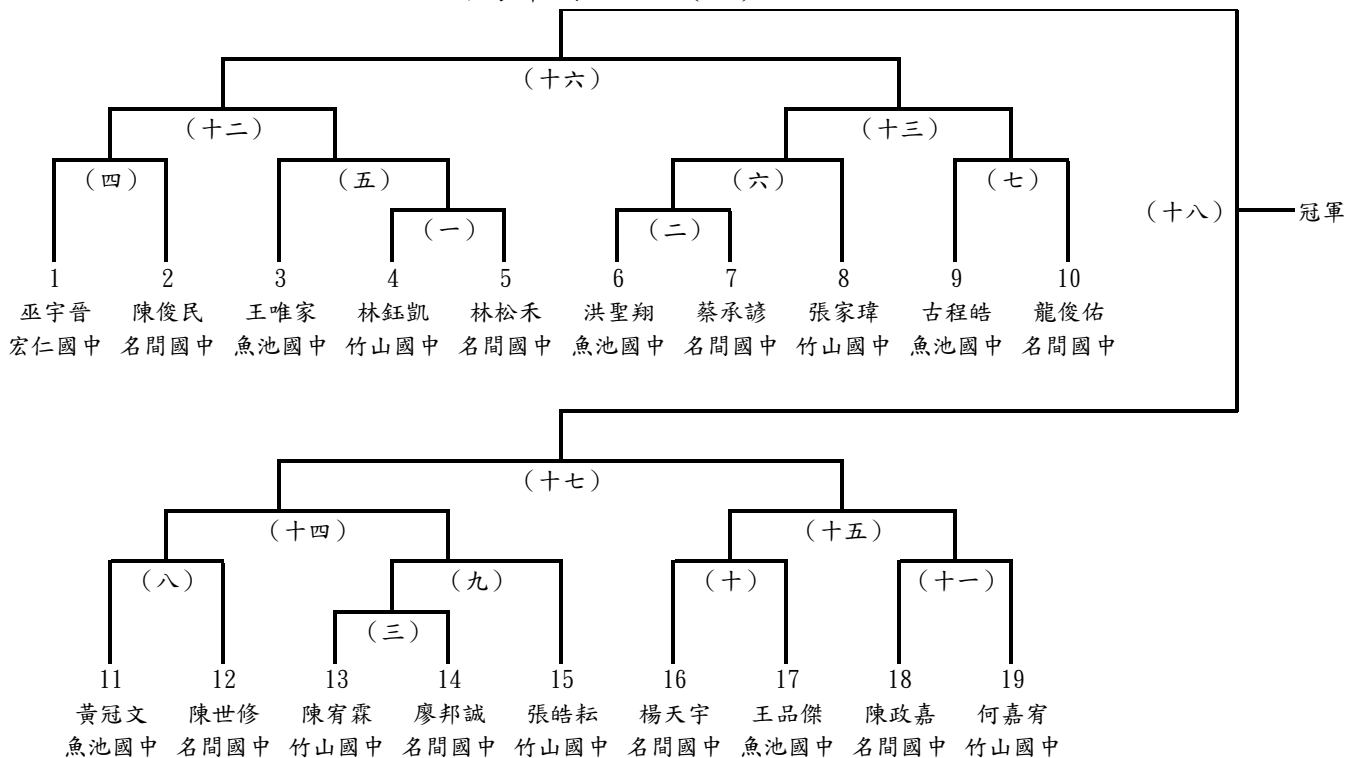 (十六)
(十二) (十三)
(四) (五) (六) (七)
(一) (二) (十八) 冠軍
1 2 3 4 5 6 7 8 9 10
巫宇晉 陳俊民 王唯家 林鈺凱 林松禾 洪聖翔 蔡承諺 張家瑋 古程皓 龍俊佑
宏仁國中 名間國中 魚池國中 竹山國中 名間國中 魚池國中 名間國中 竹山國中 魚池國中 名間國中
(十七)
(十四) (十五)
(八) (九) (十) (十一)
(三)
11 12 13 14 15 16 17 18 19
黃冠文 陳世修 陳宥霖 廖邦誠 張皓耘 楊天宇 王品傑 陳政嘉 何嘉宥
魚池國中 名間國中 竹山國中 名間國中 竹山國中 名間國中 魚池國中 名間國中 竹山國中